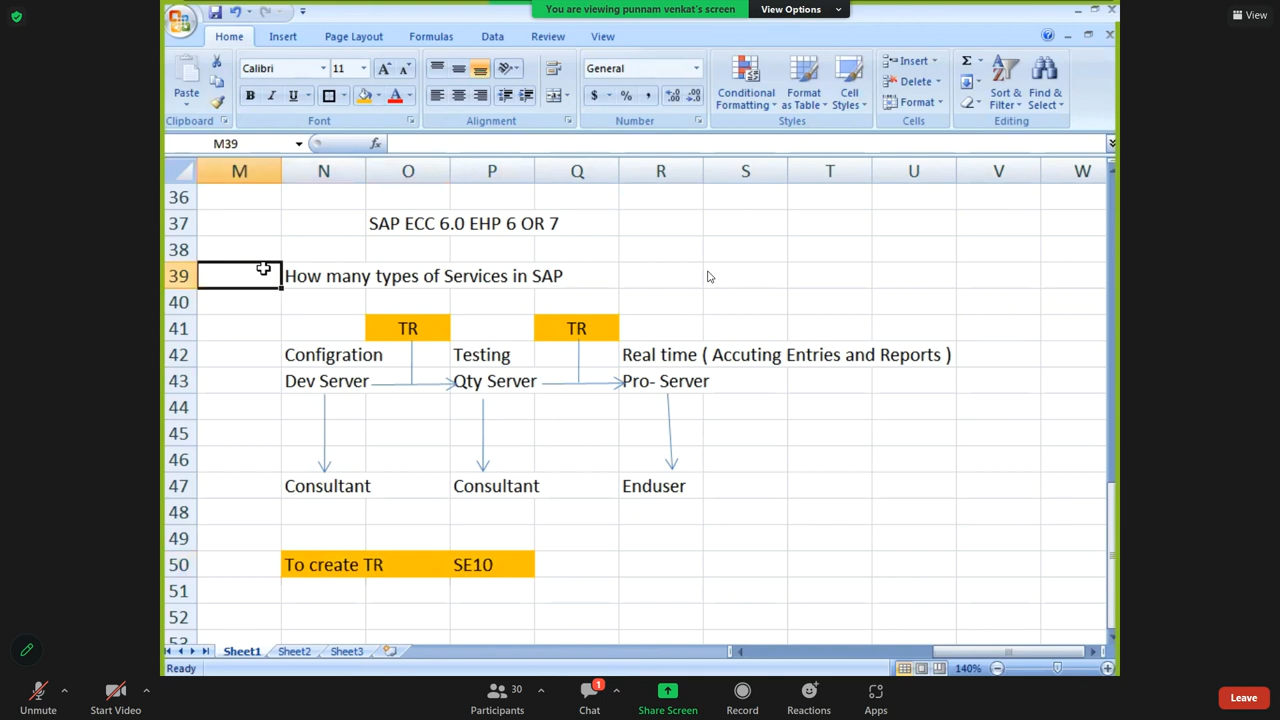 You are viewing punnam venkat's screen
View Options
View
Home Insert Page Layout Formulas Data Review View
Calibri 11 General Insert
Paste Conditional Formatting Format as Table Cell Styles Delete Sort & Filter Find & Select
B I U A $ % , Format
Clipboard Font Alignment Number Styles Cells Editing
M39 fx
M N O P Q R S T U V W
36
37 SAP ECC 6.0 EHP 6 OR 7
38
39 How many types of Services in SAP
40
41 TR TR
42 Configration Testing Real time ( Accuting Entries and Reports )
43 Dev Server Qty Server Pro- Server
44
45
46
47 Consultant Consultant Enduser
48
49
50 To create TR SE10
51
52
53
Sheet1 Sheet2 Sheet3
Ready 140%
30 1
Unmute Start Video Participants Chat Share Screen Record Reactions Apps Leave